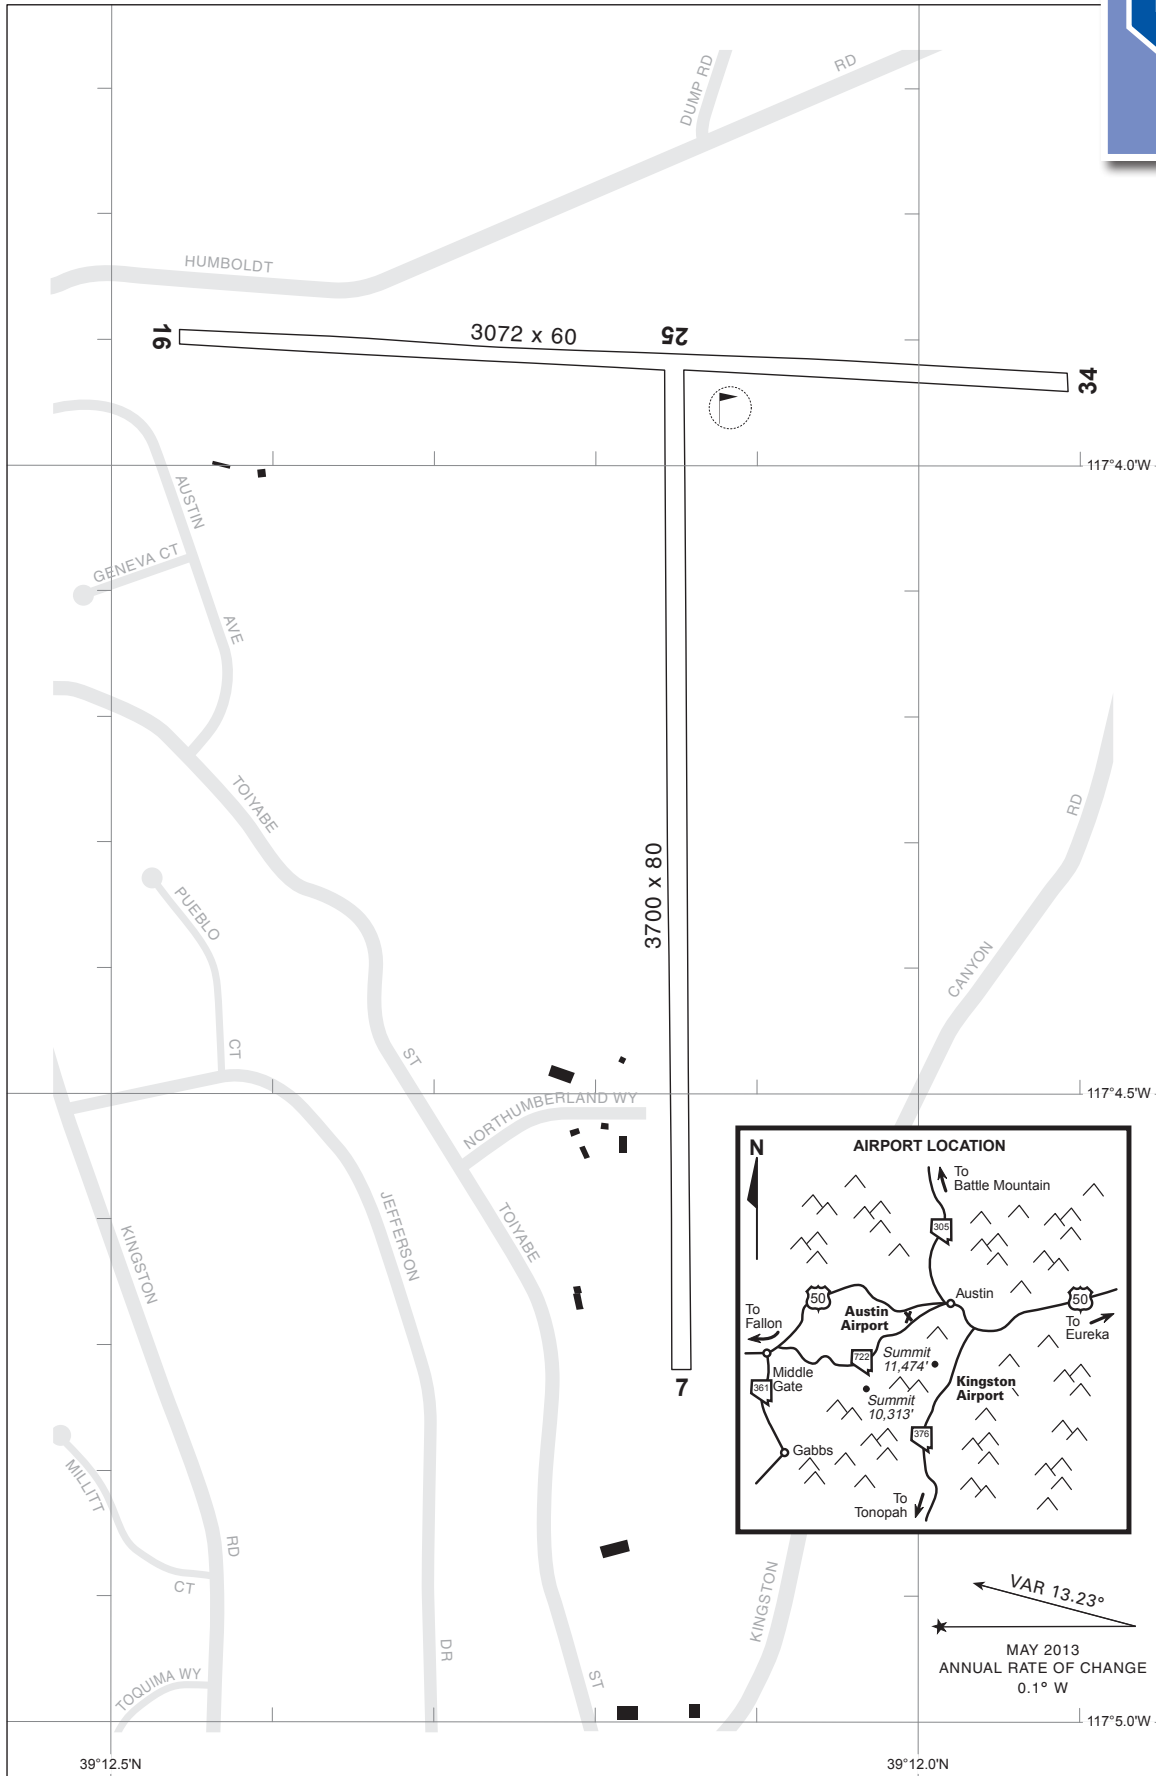 DUMP RD
RD
HUMBOLDT
16
3072 x 60
25
34
117°4.0'W
AUSTIN
GENEVA CT
AVE
TOIYABE
RD
3700 x 80
PUEBLO
CANYON
CT
ST
117°4.5'W
NORTHUMBERLAND WY
JEFFERSON
TOIYABE
KINGSTON
7
MILLITT
RD
CT
KINGSTON
DR
TOQUIMA WY
ST
117°5.0'W
39°12.5'N
39°12.0'N
N
AIRPORT LOCATION
To
Battle Mountain
305
50
Austin
50
To
Fallon
Austin
Airport
To
Eureka
722
Summit
11,474'
Middle
Gate
361
Kingston
Airport
Summit
10,313'
376
Gabbs
To
Tonopah
VAR 13.23°
MAY 2013
ANNUAL RATE OF CHANGE
0.1° W